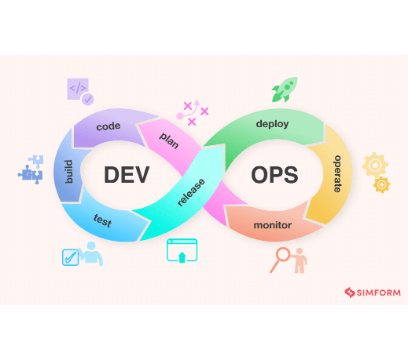 code
plan
build
DEV
test
release
deploy
OPS
operate
monitor
SIMFORM